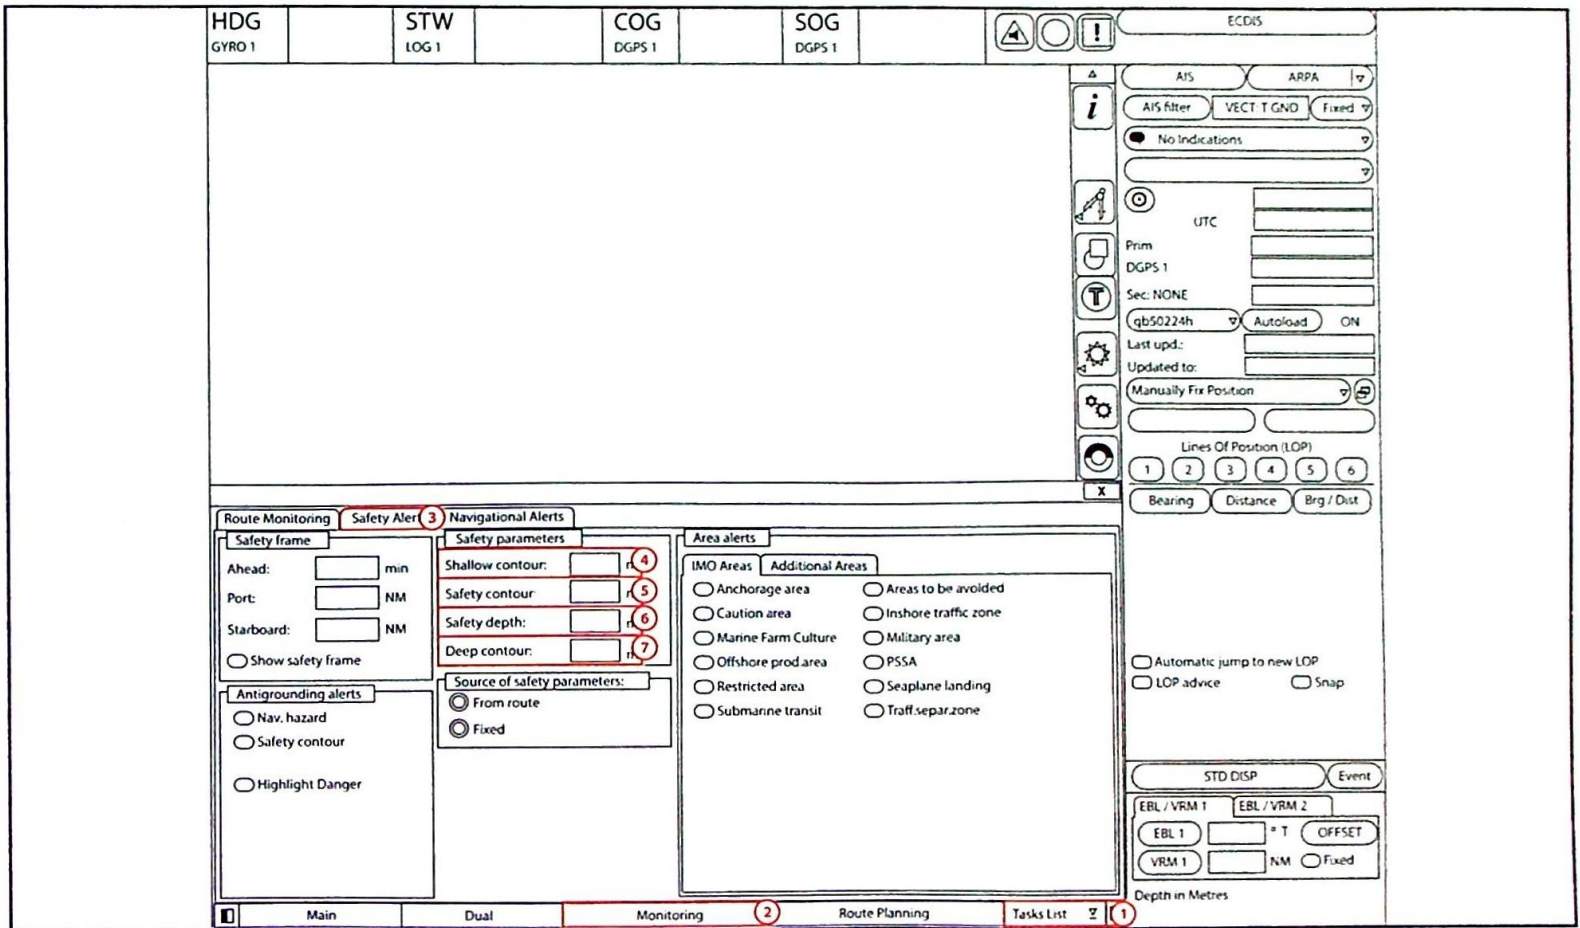 HDG STW COG SOG
GYRO 1 LOG 1 DGPS 1 DGPS 1
!
ECDIS
AIS ARPA
AIS filter VECT: T GND Fixed
No Indications
i
UTC
Prim
DGPS 1
T
Sec: NONE
gb50224h Autoload ON
Last upd.:
Updated to:
Manually Fix Position
Lines Of Position (LOP)
1 2 3 4 5 6
X
Bearing Distance Brg / Dist
Route Monitoring Safety Alert 3 Navigational Alerts
Safety frame
Ahead: min
Port: NM
Starboard: NM
Show safety frame
Antigrounding alerts
Nav. hazard
Safety contour
Highlight Danger
Safety parameters
Shallow contour: 4
Safety contour 5
Safety depth: 6
Deep contour: 7
Source of safety parameters:
From route
Fixed
Area alerts
IMO Areas Additional Areas
Anchorage area Areas to be avoided
Caution area Inshore traffic zone
Marine Farm Culture Military area
Offshore prod.area PSSA
Restricted area Seaplane landing
Submarine transit Traff.separ.zone
Automatic jump to new LOP
LOP advice Snap
STD DISP Event
EBL / VRM 1 EBL / VRM 2
EBL 1 ° T OFFSET
VRM 1 NM Fixed
Depth in Metres
Main Dual Monitoring 2 Route Planning Tasks List 1